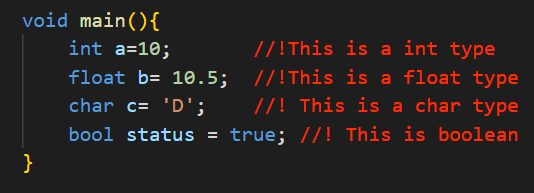 void main(){
    int a=10;       //!This is a int type
    float b= 10.5;  //!This is a float type
    char c= 'D';    //! This is a char type
    bool status = true; //! This is boolean
}